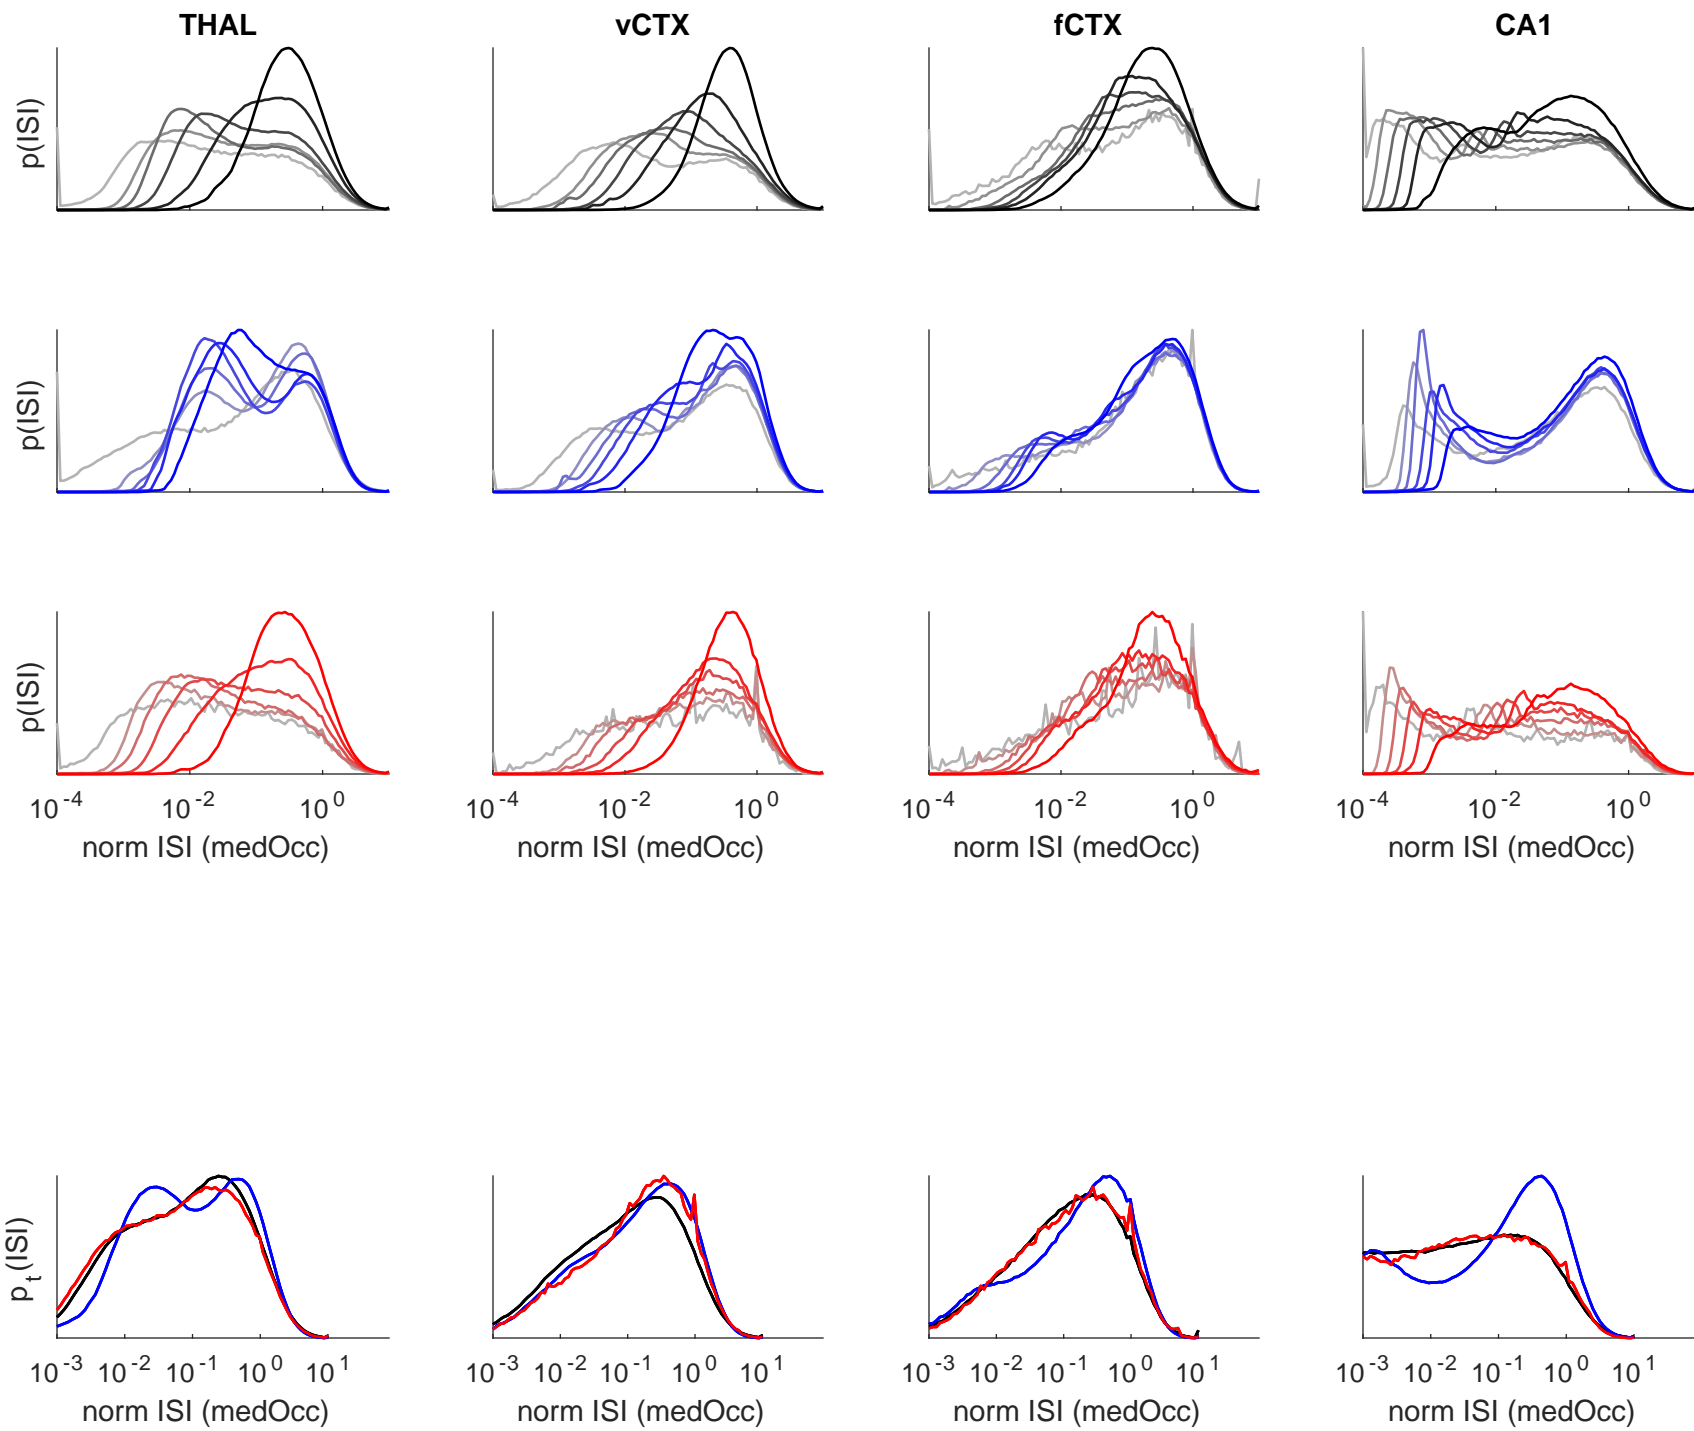 THAL vCTX fCTX CA1
p(ISI)
p(ISI)
p(ISI)
10^-4 10^-2 10^0 10^-4 10^-2 10^0 10^-4 10^-2 10^0 10^-4 10^-2 10^0
norm ISI (medOcc) norm ISI (medOcc) norm ISI (medOcc) norm ISI (medOcc)
p_t(ISI)
10^-3 10^-2 10^-1 10^0 10^1 10^-3 10^-2 10^-1 10^0 10^1 10^-3 10^-2 10^-1 10^0 10^1 10^-3 10^-2 10^-1 10^0 10^1
norm ISI (medOcc) norm ISI (medOcc) norm ISI (medOcc) norm ISI (medOcc)